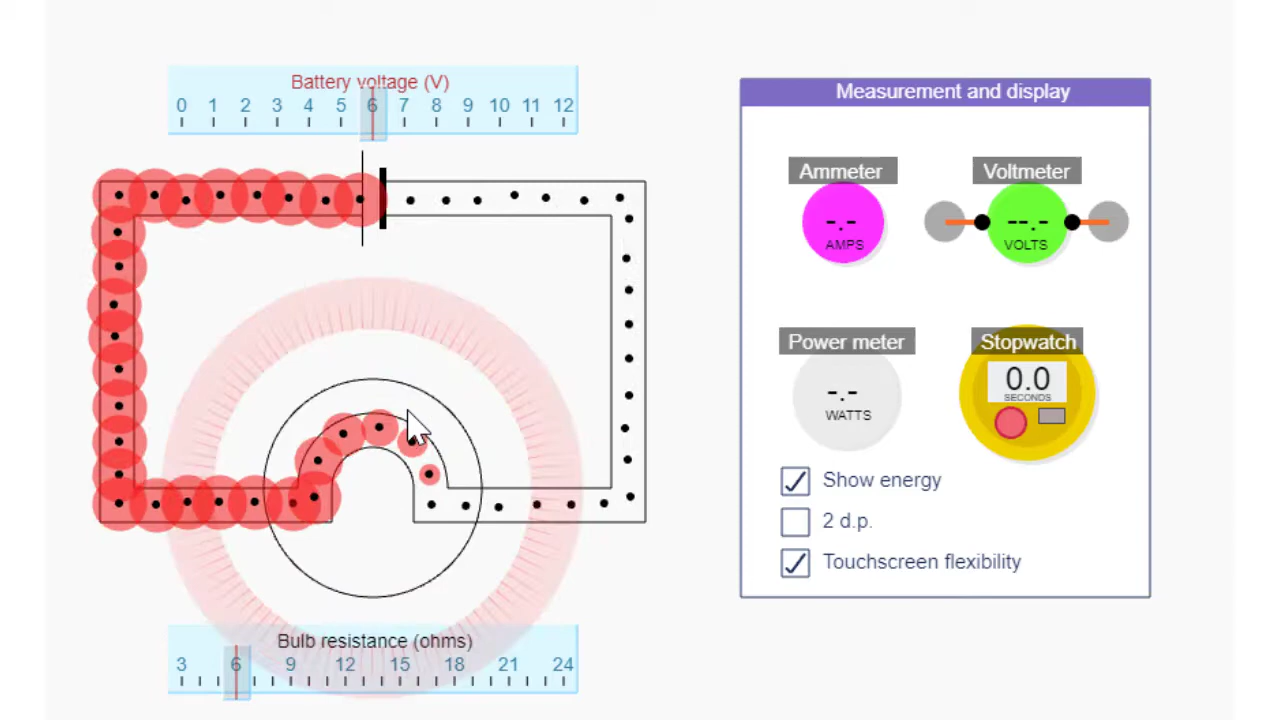 Battery voltage (V)
0 1 2 3 4 5 6 7 8 9 10 11 12
Measurement and display
Ammeter
Voltmeter
-.-
AMPS
--.-
VOLTS
Power meter
Stopwatch
-.-
WATTS
0.0
SECONDS
Show energy
2 d.p.
Touchscreen flexibility
Bulb resistance (ohms)
3 6 9 12 15 18 21 24